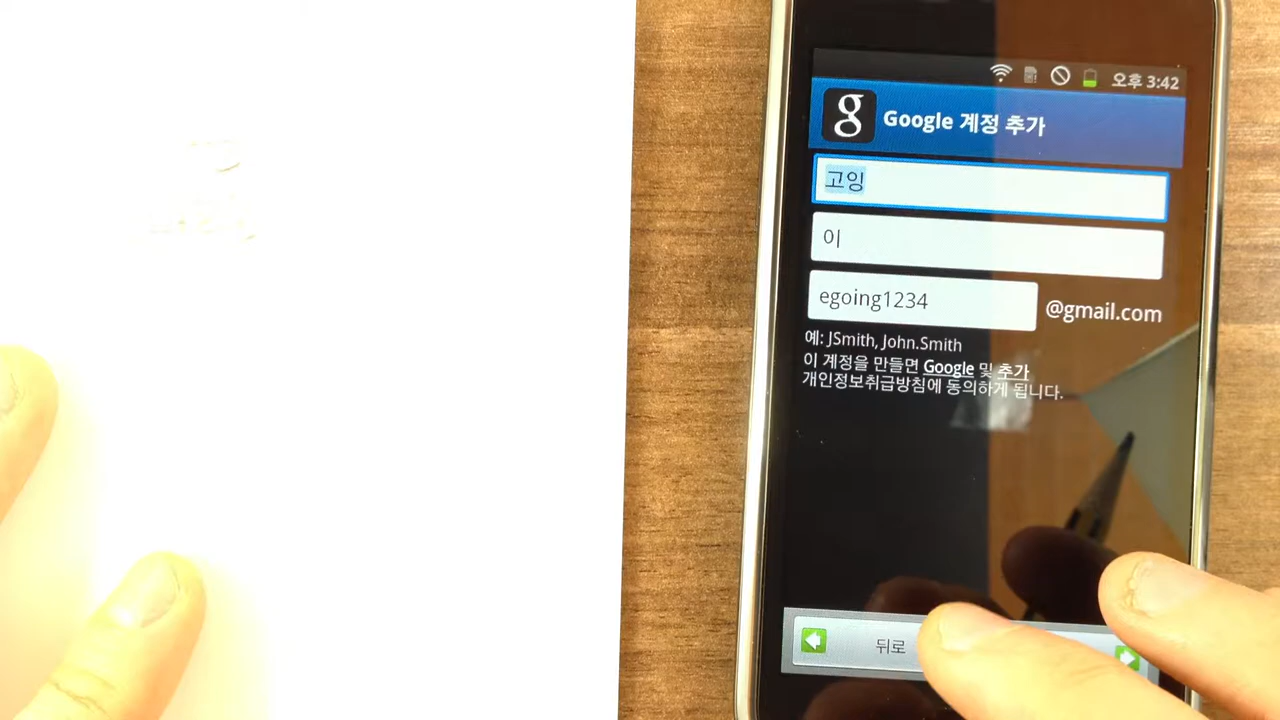 오후 3:42
g Google 계정 추가
고잉
이
egoing1234 @gmail.com
예: JSmith, John.Smith
이 계정을 만들면 Google 및 추가
개인정보취급방침에 동의하게 됩니다.
뒤로